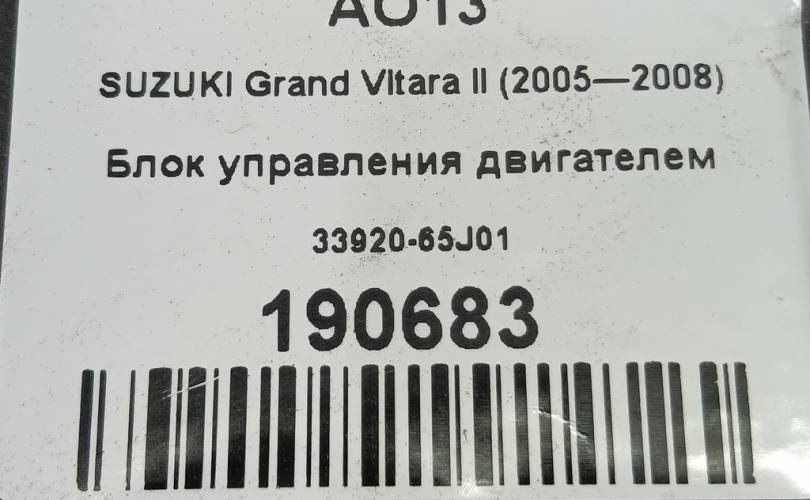 AO13
SUZUKI Grand VItara II (2005—2008)
Блок управления двигателем
33920-65J01
190683